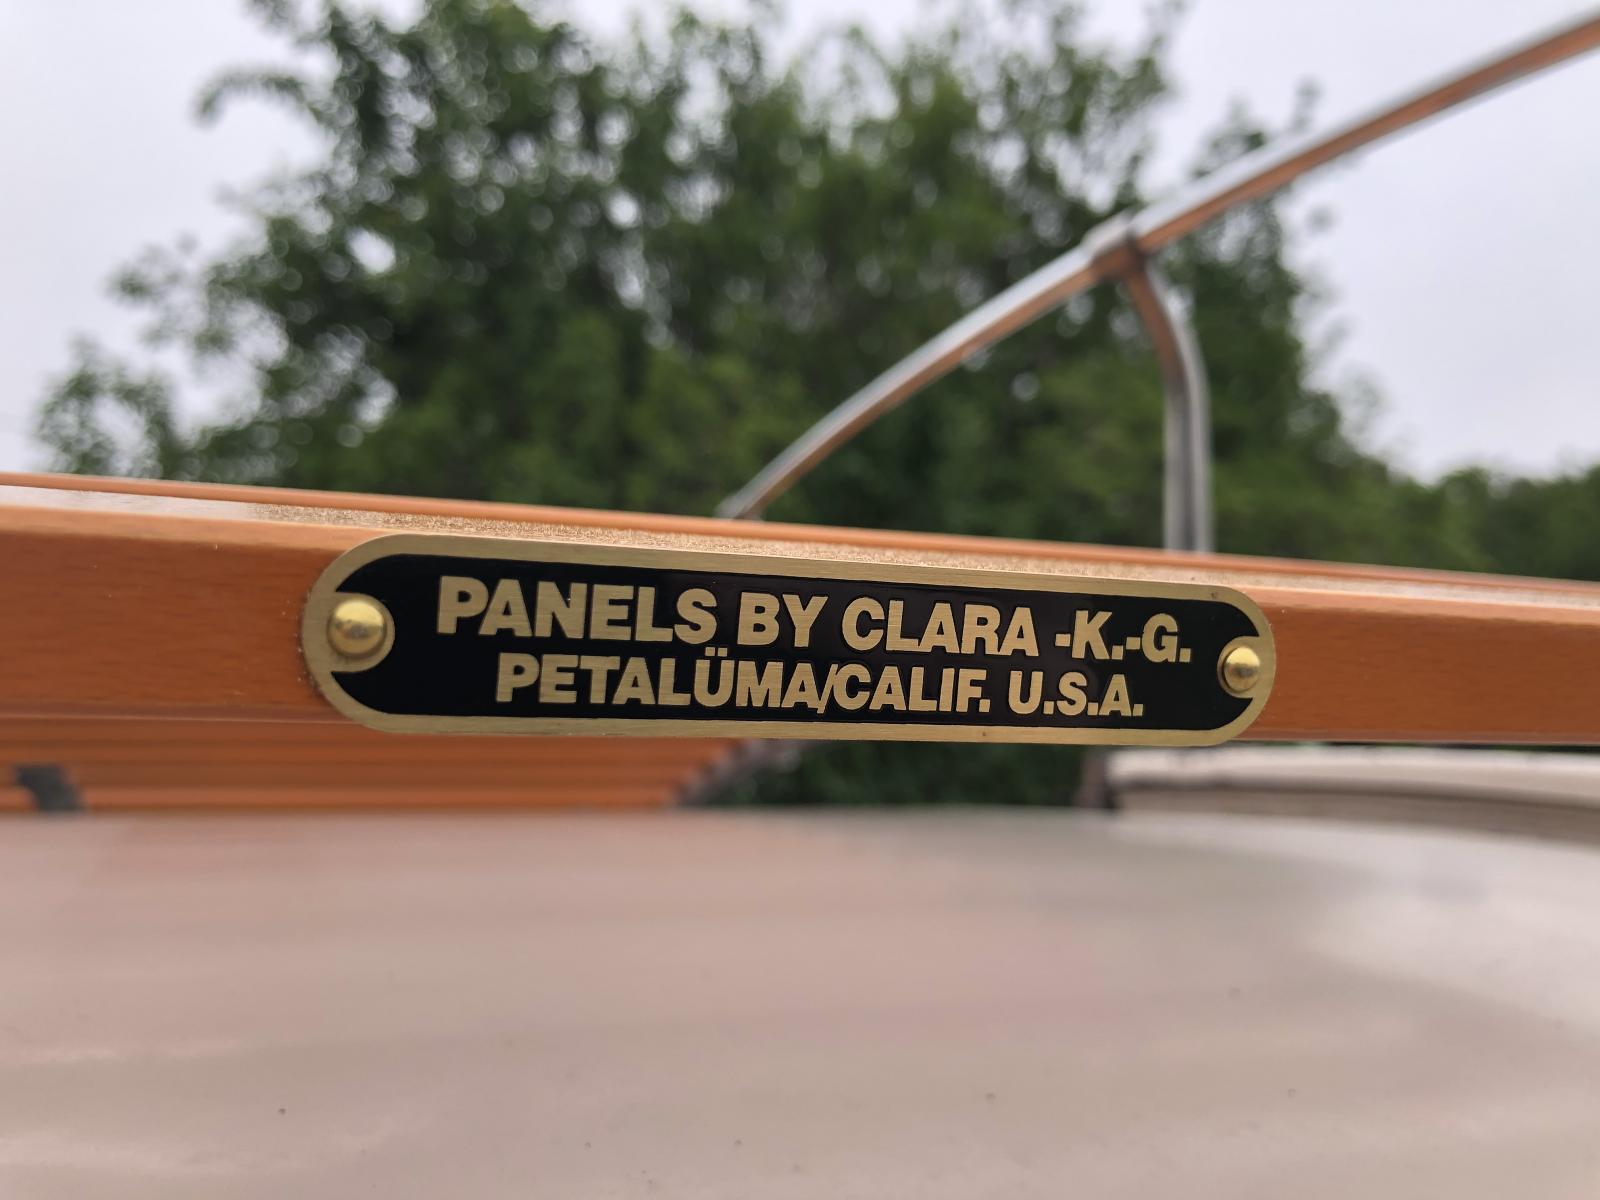 PANELS BY CLARA -K.-G.
PETALÜMA/CALIF. U.S.A.